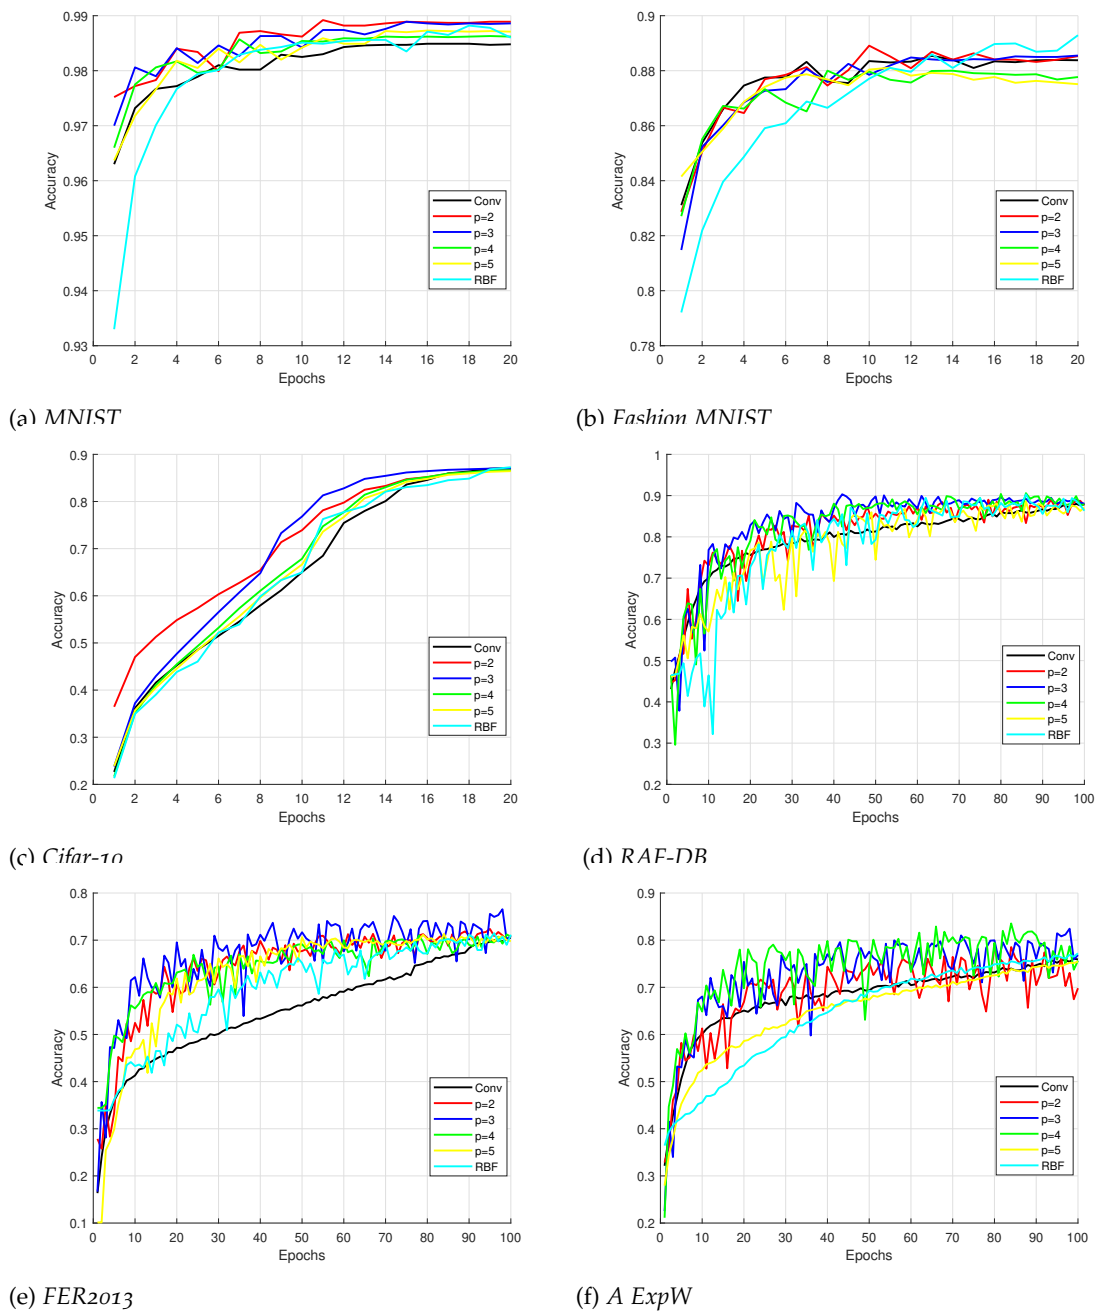 0.99
0.98
0.97
0.96
0.95
0.94
0.93
Accuracy
0 2 4 6 8 10 12 14 16 18 20
Epochs
Conv
p=2
p=3
p=4
p=5
RBF
(a) MNIST
0.9
0.88
0.86
0.84
0.82
0.8
0.78
Accuracy
0 2 4 6 8 10 12 14 16 18 20
Epochs
Conv
p=2
p=3
p=4
p=5
RBF
(b) Fashion MNIST
0.9
0.8
0.7
0.6
0.5
0.4
0.3
0.2
Accuracy
0 2 4 6 8 10 12 14 16 18 20
Epochs
Conv
p=2
p=3
p=4
p=5
RBF
(c) Cifar-10
1
0.9
0.8
0.7
0.6
0.5
0.4
0.3
0.2
Accuracy
0 10 20 30 40 50 60 70 80 90 100
Epochs
Conv
p=2
p=3
p=4
p=5
RBF
(d) RAF-DB
0.8
0.7
0.6
0.5
0.4
0.3
0.2
0.1
Accuracy
0 10 20 30 40 50 60 70 80 90 100
Epochs
Conv
p=2
p=3
p=4
p=5
RBF
(e) FER2013
0.9
0.8
0.7
0.6
0.5
0.4
0.3
0.2
Accuracy
0 10 20 30 40 50 60 70 80 90 100
Epochs
Conv
p=2
p=3
p=4
p=5
RBF
(f) A ExpW